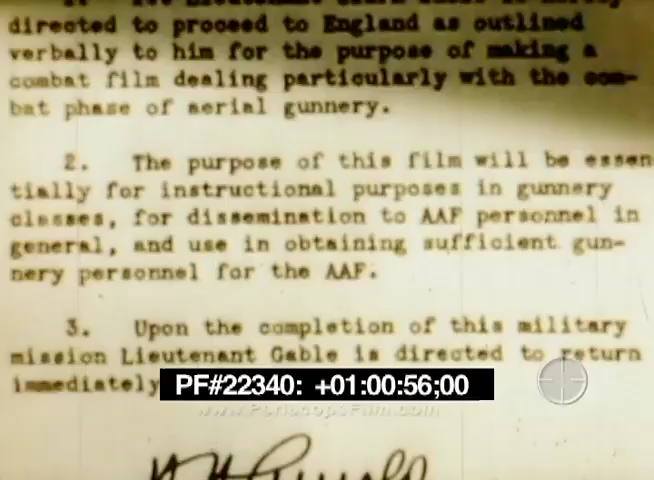 directed to proceed to England as outlined
verbally to him for the purpose of making a
combat film dealing particularly with the com-
bat phase of aerial gunnery.
2. The purpose of this film will be essen
tially for instructional purposes in gunnery
classes, for dissemination to AAF personnel in
general, and use in obtaining sufficient gun-
nery personnel for the AAF.
3. Upon the completion of this military
mission Lieutenant Gable is directed to return
immediately
PF#22340: +01:00:56;00
www.PeriscopeFilm.com